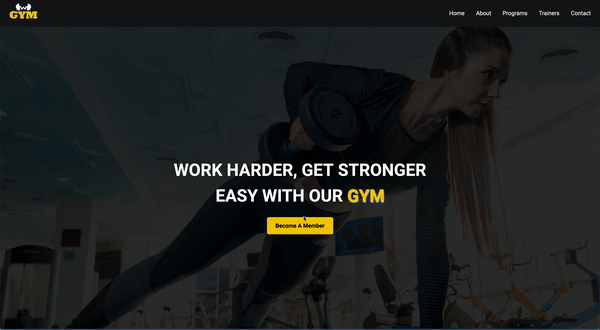 GYM
Home About Programs Trainers Contact
WORK HARDER, GET STRONGER
EASY WITH OUR GYM
Become A Member